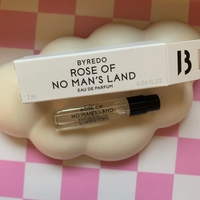 BYREDO
ROSE OF
NO MAN'S LAND
EAU DE PARFUM
B
ROSE OF
NO MAN'S LAND